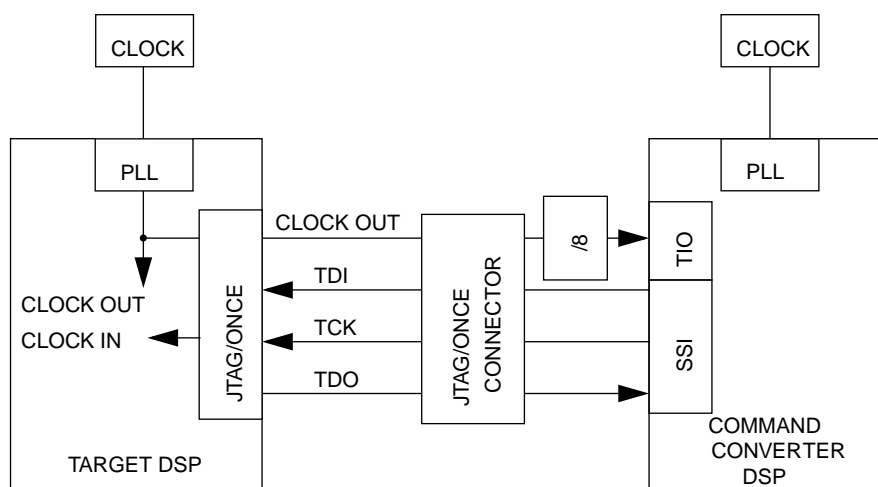 CLOCK
CLOCK
PLL
PLL
CLOCK OUT
/8
TIO
TDI
CLOCK OUT
CLOCK IN
TCK
JTAG/ONCE
JTAG/ONCE
CONNECTOR
SSI
TDO
TARGET DSP
COMMAND
CONVERTER
DSP